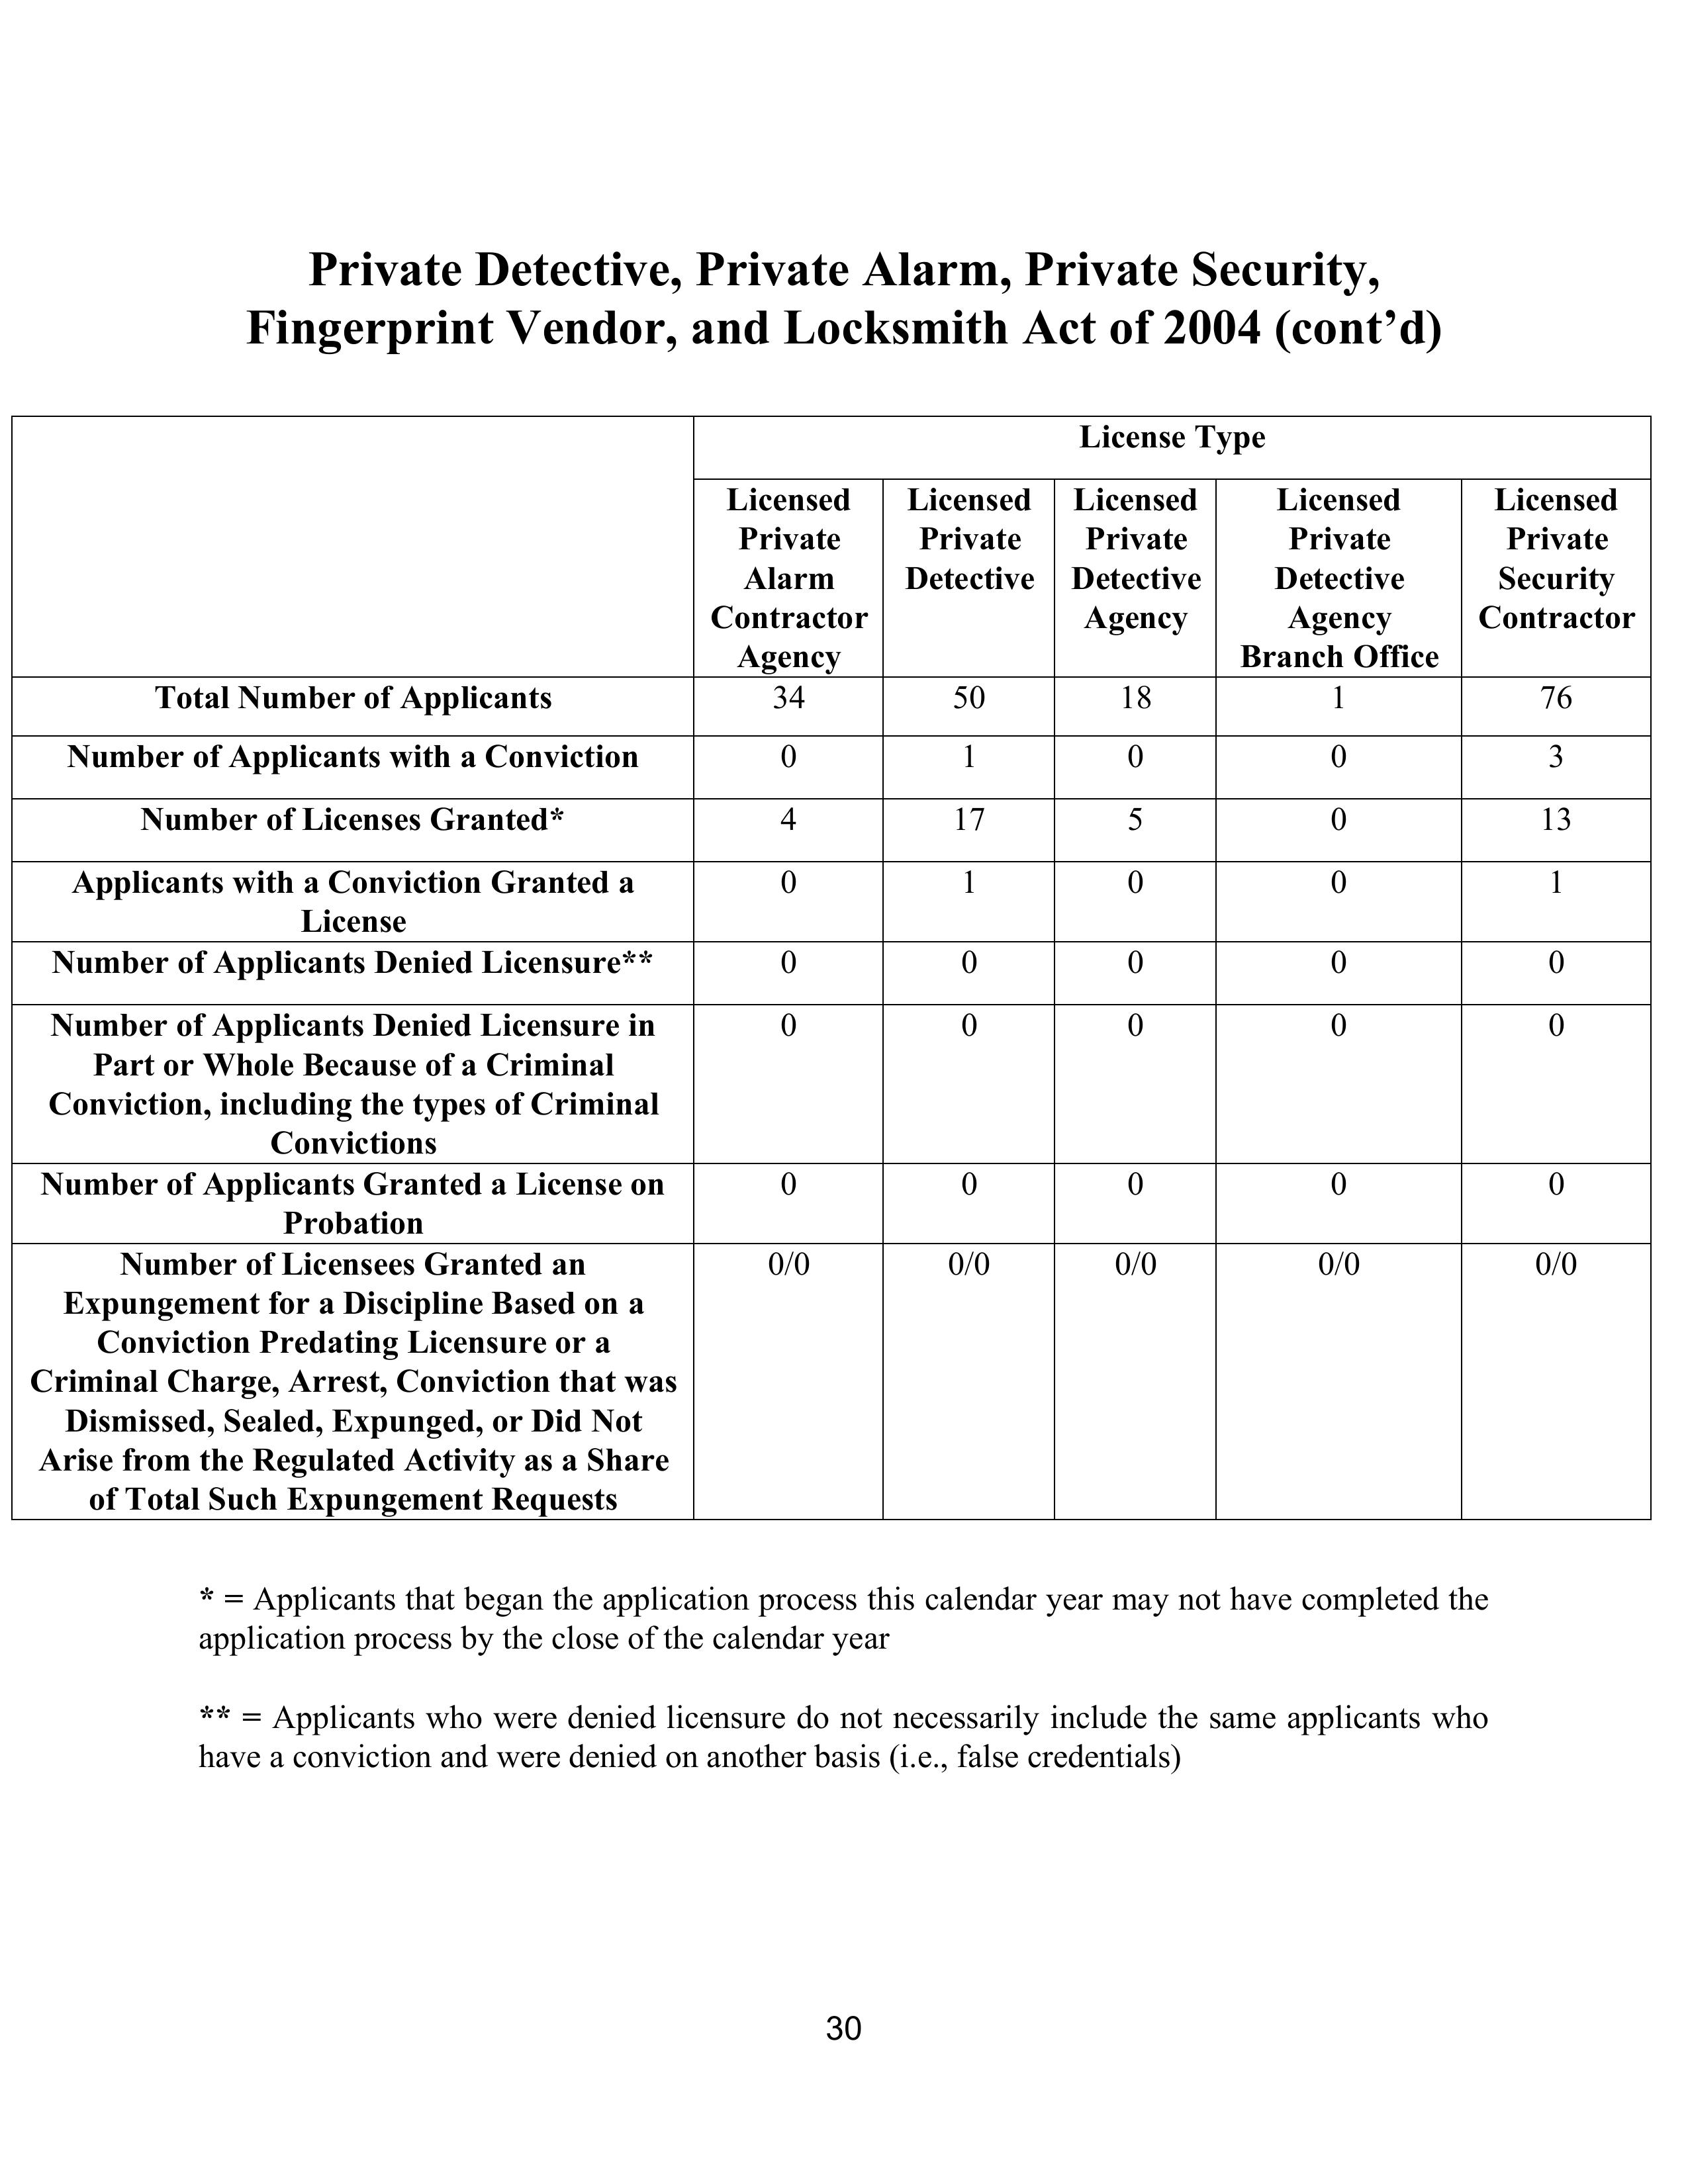 Private Detective, Private Alarm, Private Security,
Fingerprint Vendor, and Locksmith Act of 2004 (cont’d)
License Type
Licensed Private Alarm Contractor Agency
Licensed Private Detective
Licensed Private Detective Agency
Licensed Private Detective Agency Branch Office
Licensed Private Security Contractor
Total Number of Applicants 34 50 18 1 76
Number of Applicants with a Conviction 0 1 0 0 3
Number of Licenses Granted* 4 17 5 0 13
Applicants with a Conviction Granted a
License
0 1 0 0 1
Number of Applicants Denied Licensure** 0 0 0 0 0
Number of Applicants Denied Licensure in
Part or Whole Because of a Criminal
Conviction, including the types of Criminal
Convictions
0 0 0 0 0
Number of Applicants Granted a License on
Probation
0 0 0 0 0
Number of Licensees Granted an
Expungement for a Discipline Based on a
Conviction Predating Licensure or a
Criminal Charge, Arrest, Conviction that was
Dismissed, Sealed, Expunged, or Did Not
Arise from the Regulated Activity as a Share
of Total Such Expungement Requests
0/0 0/0 0/0 0/0 0/0
* = Applicants that began the application process this calendar year may not have completed the
application process by the close of the calendar year
** = Applicants who were denied licensure do not necessarily include the same applicants who
have a conviction and were denied on another basis (i.e., false credentials)
30